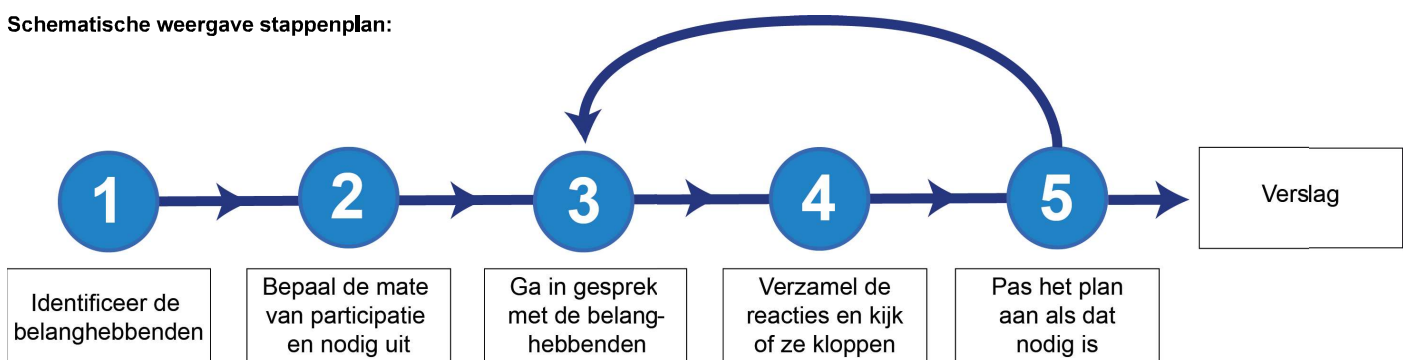 Schematische weergave stappenplan:
1
2
3
4
5
Verslag
Identificeer de
belanghebbenden
Bepaal de mate
van participatie
en nodig uit
Ga in gesprek
met de belang-
hebbenden
Verzamel de
reacties en kijk
of ze kloppen
Pas het plan
aan als dat
nodig is